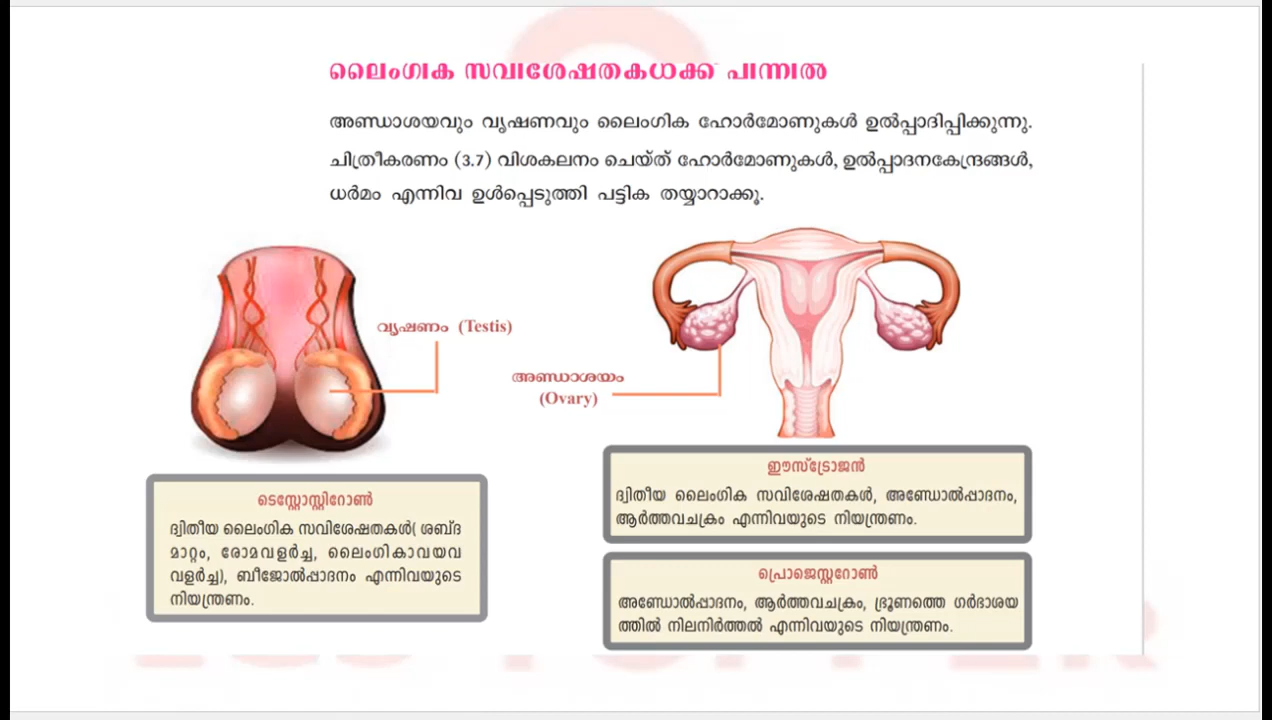 ലൈംഗിക സവിശേഷതകൾക്ക് പിന്നിൽ
അണ്ഡാശയവും വൃഷണവും ലൈംഗിക ഹോർമോണുകൾ ഉൽപ്പാദിപ്പിക്കുന്നു.
ചിത്രീകരണം (3.7) വിശകലനം ചെയ്ത് ഹോർമോണുകൾ, ഉൽപ്പാദനകേന്ദ്രങ്ങൾ,
ധർമം എന്നിവ ഉൾപ്പെടുത്തി പട്ടിക തയ്യാറാക്കൂ.
വൃഷണം (Testis)
അണ്ഡാശയം
(Ovary)
ടെസ്റ്റോസ്റ്റിറോൺ
ദ്വിതീയ ലൈംഗിക സവിശേഷതകൾ( ശബ്ദ
മാറ്റം, രോമവളർച്ച, ലൈംഗികാവയവ
വളർച്ച), ബീജോൽപ്പാദനം എന്നിവയുടെ
നിയന്ത്രണം.
ഈസ്ട്രോജൻ
ദ്വിതീയ ലൈംഗിക സവിശേഷതകൾ, അണ്ഡോൽപ്പാദനം,
ആർത്തവചക്രം എന്നിവയുടെ നിയന്ത്രണം.
പ്രൊജെസ്റ്ററോൺ
അണ്ഡോൽപ്പാദനം, ആർത്തവചക്രം, ഭ്രൂണത്തെ ഗർഭാശയ
ത്തിൽ നിലനിർത്തൽ എന്നിവയുടെ നിയന്ത്രണം.